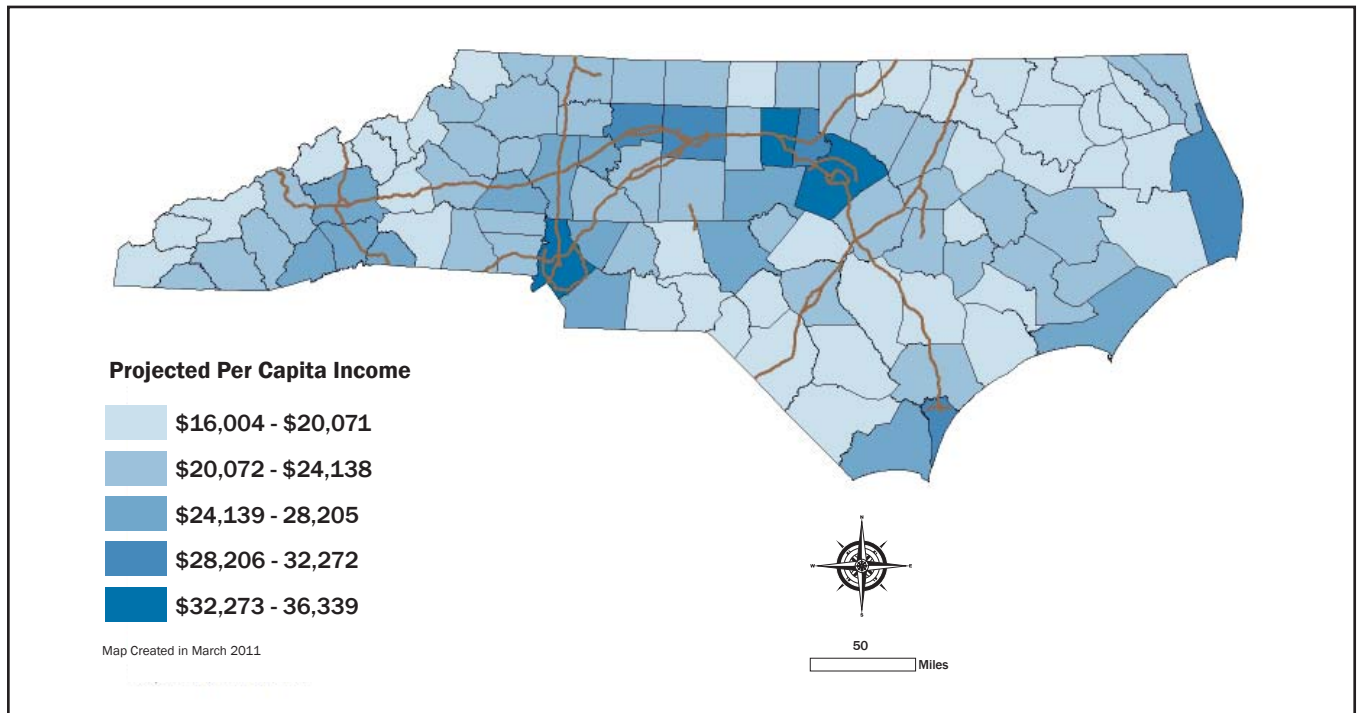 Projected Per Capita Income
$16,004 - $20,071
$20,072 - $24,138
$24,139 - 28,205
$28,206 - 32,272
$32,273 - 36,339
Map Created in March 2011
N
W
E
S
50
Miles